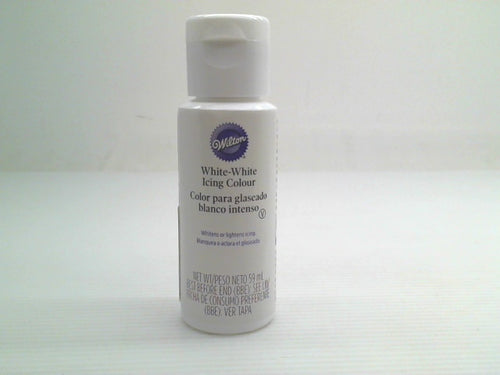 Wilton
White-White
Icing Colour
Color para glaseado
blanco intenso
V
Whitens or lightens icing.
Blanquea o aclara el glaseado.
NET WT/PESO NETO 59 mL
BEST BEFORE END (BBE): SEE LID/
FECHA DE CONSUMO PREFERENTE
(BBE): VER TAPA